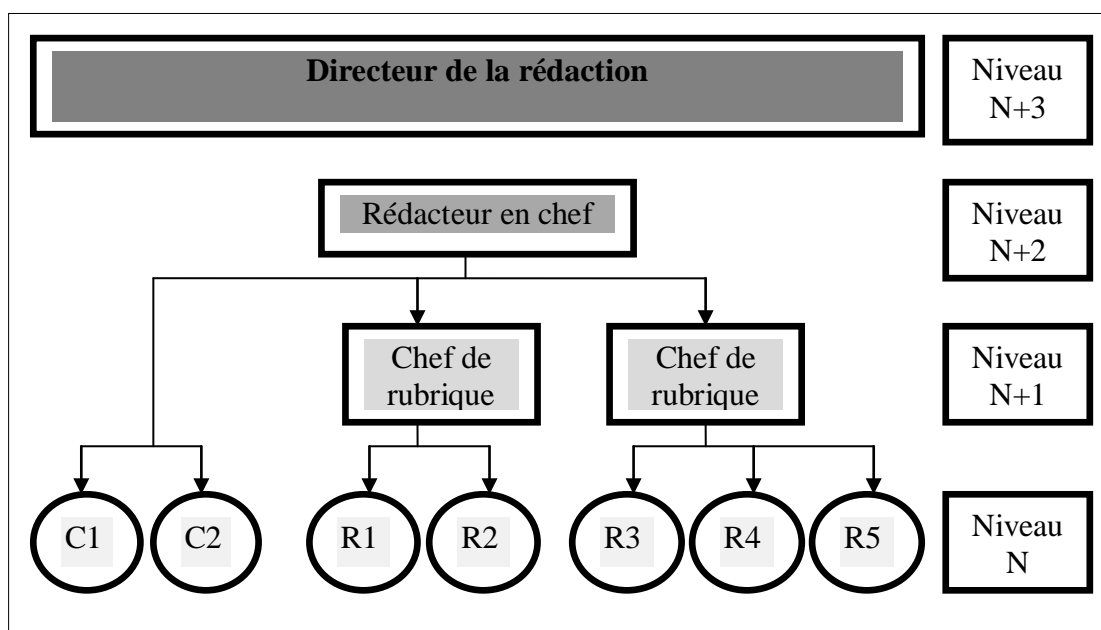 Directeur de la rédaction
Niveau
N+3
Rédacteur en chef
Niveau
N+2
Chef de
rubrique
Chef de
rubrique
Niveau
N+1
C1
C2
R1
R2
R3
R4
R5
Niveau
N